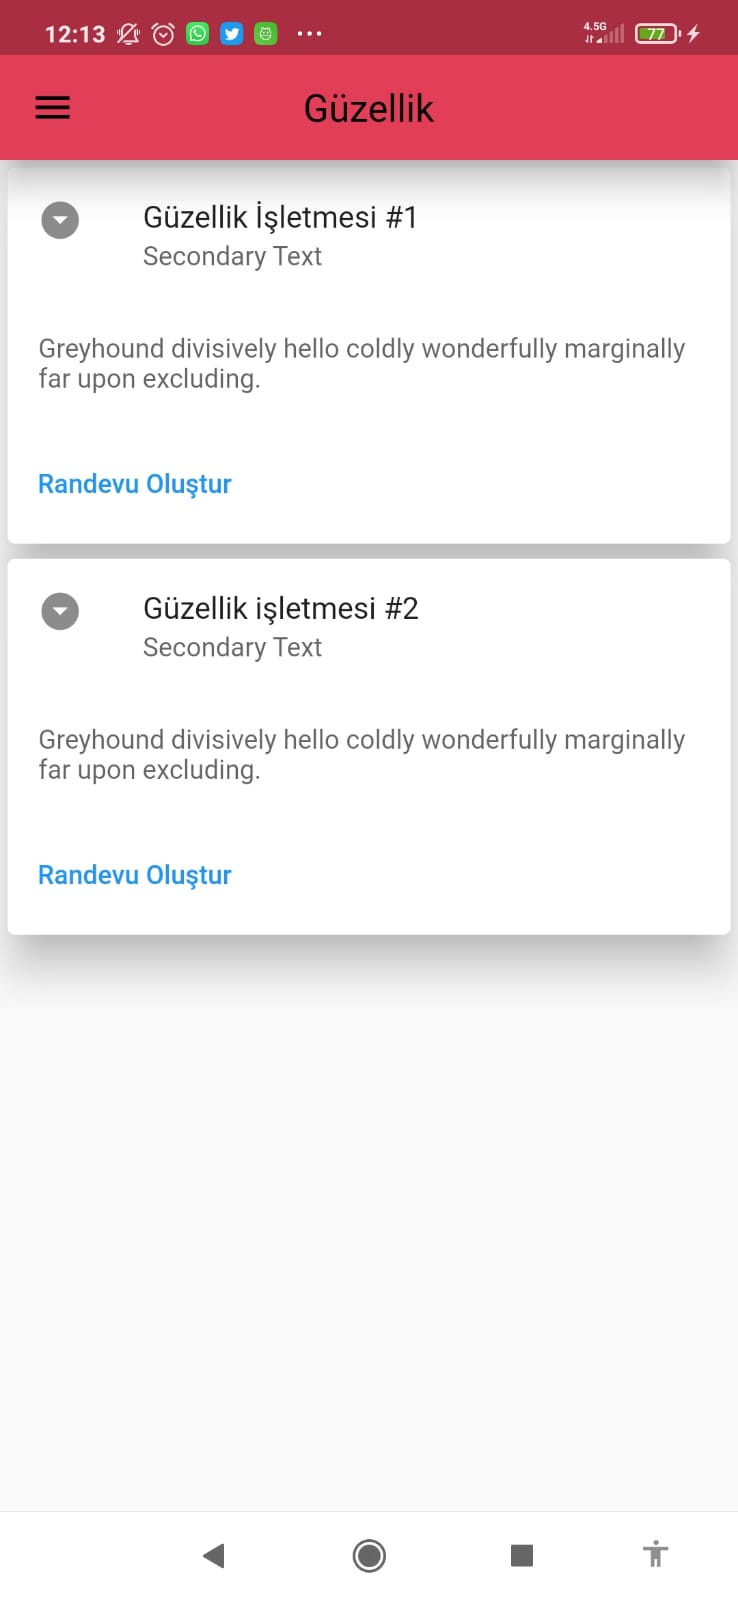 12:13
4.5G
77
Güzellik
Güzellik İşletmesi #1
Secondary Text
Greyhound divisively hello coldly wonderfully marginally
far upon excluding.
Randevu Oluştur
Güzellik işletmesi #2
Secondary Text
Greyhound divisively hello coldly wonderfully marginally
far upon excluding.
Randevu Oluştur